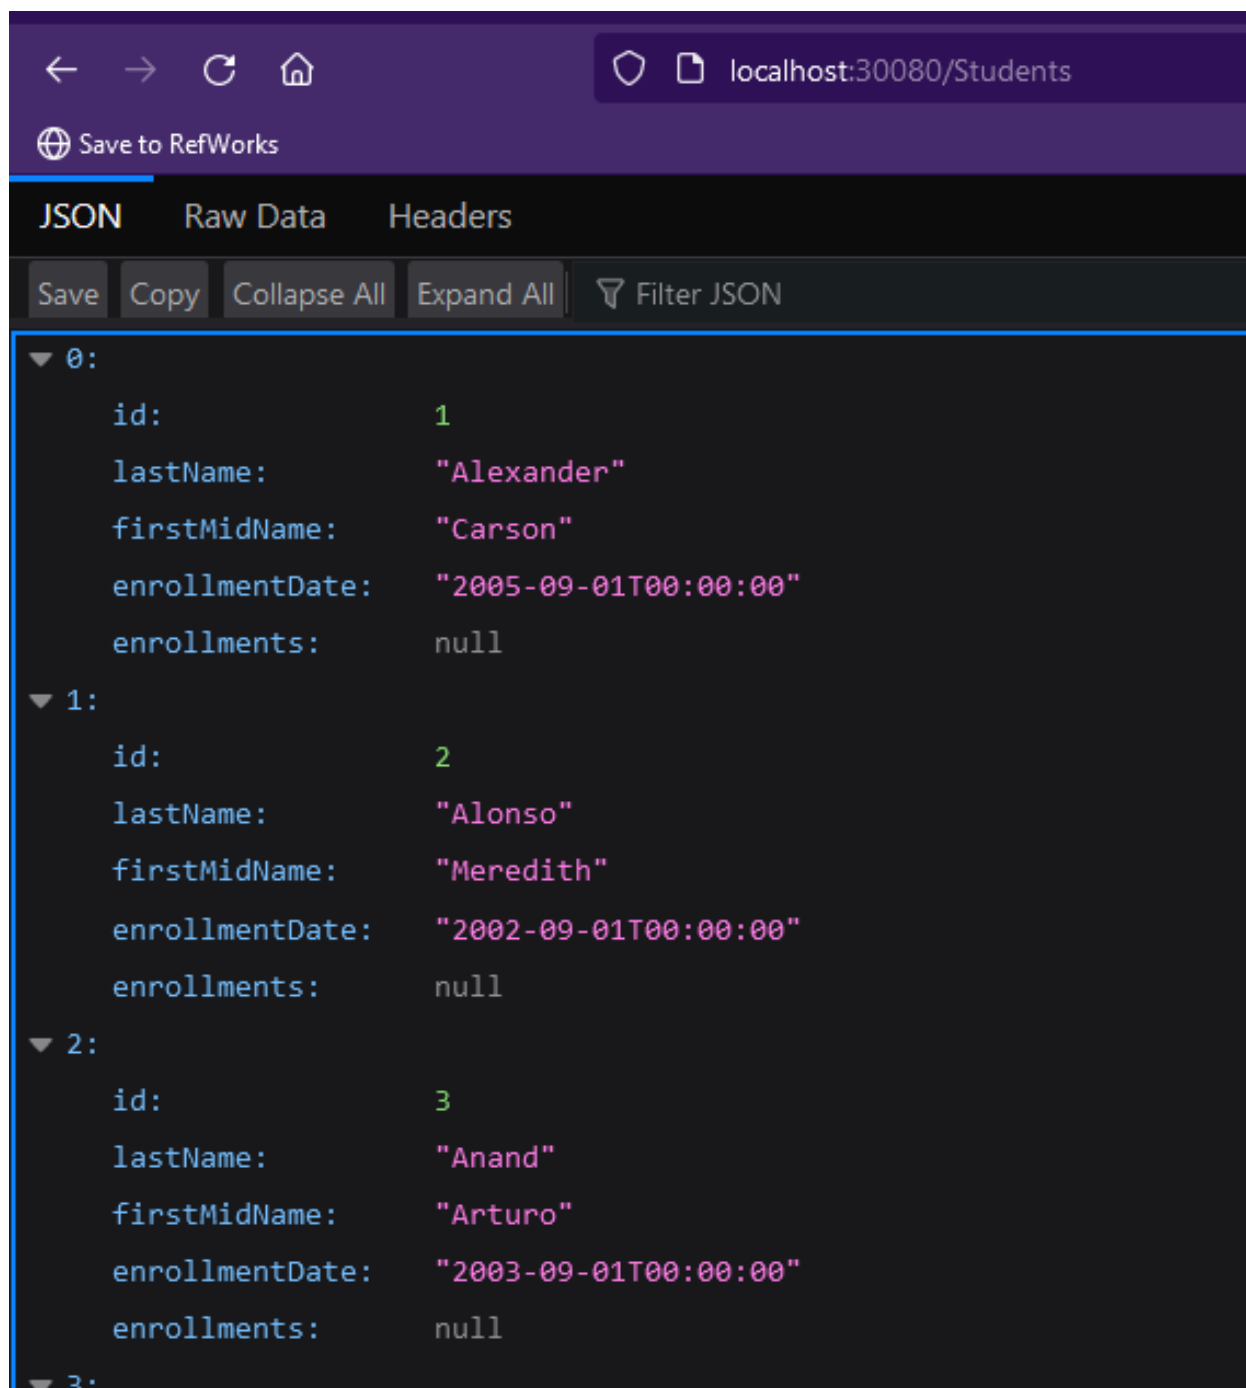 localhost:30080/Students
Save to RefWorks
JSON Raw Data Headers
Save Copy Collapse All Expand All Filter JSON
0:
id: 1
lastName: "Alexander"
firstMidName: "Carson"
enrollmentDate: "2005-09-01T00:00:00"
enrollments: null
1:
id: 2
lastName: "Alonso"
firstMidName: "Meredith"
enrollmentDate: "2002-09-01T00:00:00"
enrollments: null
2:
id: 3
lastName: "Anand"
firstMidName: "Arturo"
enrollmentDate: "2003-09-01T00:00:00"
enrollments: null
3: